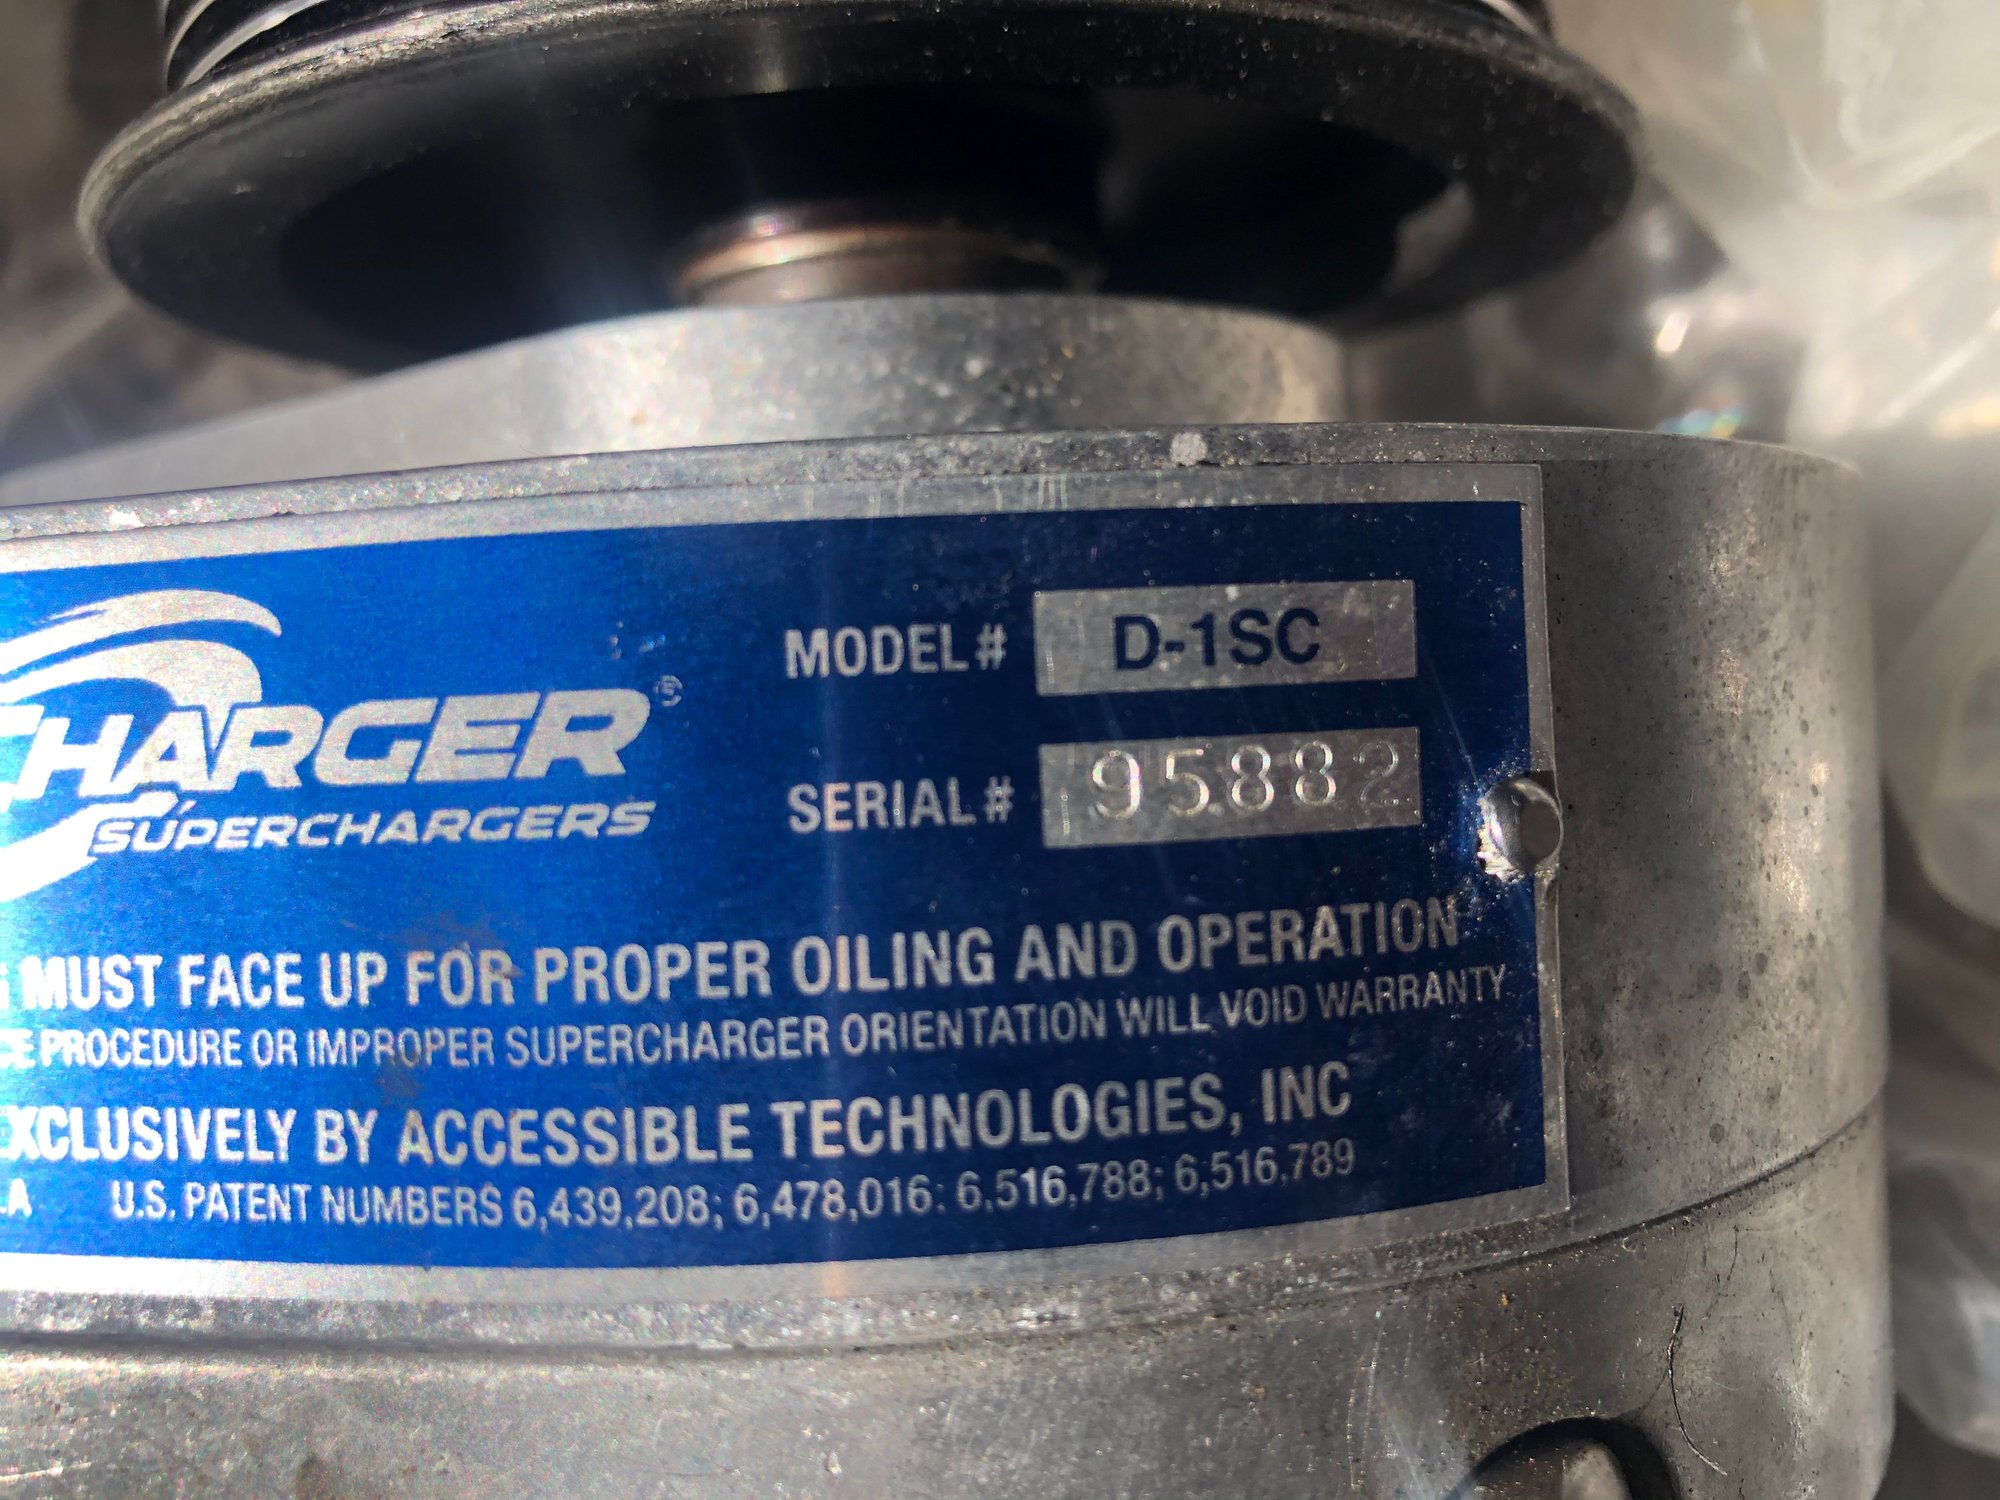 CHARGER®
SUPERCHARGERS
MODEL# D-1SC
SERIAL# 95882
MUST FACE UP FOR PROPER OILING AND OPERATION
CE PROCEDURE OR IMPROPER SUPERCHARGER ORIENTATION WILL VOID WARRANTY
EXCLUSIVELY BY ACCESSIBLE TECHNOLOGIES, INC
U.S. PATENT NUMBERS 6,439,208; 6,478,016: 6,516,788; 6,516,789